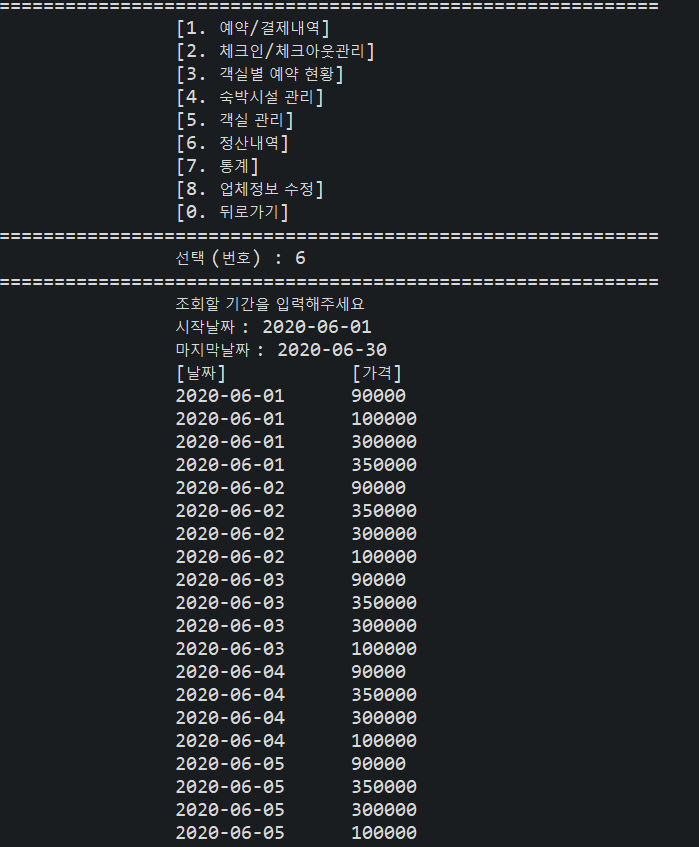 ============================================================
[1. 예약/결제내역]
[2. 체크인/체크아웃관리]
[3. 객실별 예약 현황]
[4. 숙박시설 관리]
[5. 객실 관리]
[6. 정산내역]
[7. 통계]
[8. 업체정보 수정]
[0. 뒤로가기]
============================================================
선택(번호) : 6
============================================================
조회할 기간을 입력해주세요
시작날짜 : 2020-06-01
마지막날짜 : 2020-06-30
[날짜] [가격]
2020-06-01 90000
2020-06-01 100000
2020-06-01 300000
2020-06-01 350000
2020-06-02 90000
2020-06-02 350000
2020-06-02 300000
2020-06-02 100000
2020-06-03 90000
2020-06-03 350000
2020-06-03 300000
2020-06-03 100000
2020-06-04 90000
2020-06-04 350000
2020-06-04 300000
2020-06-04 100000
2020-06-05 90000
2020-06-05 350000
2020-06-05 300000
2020-06-05 100000